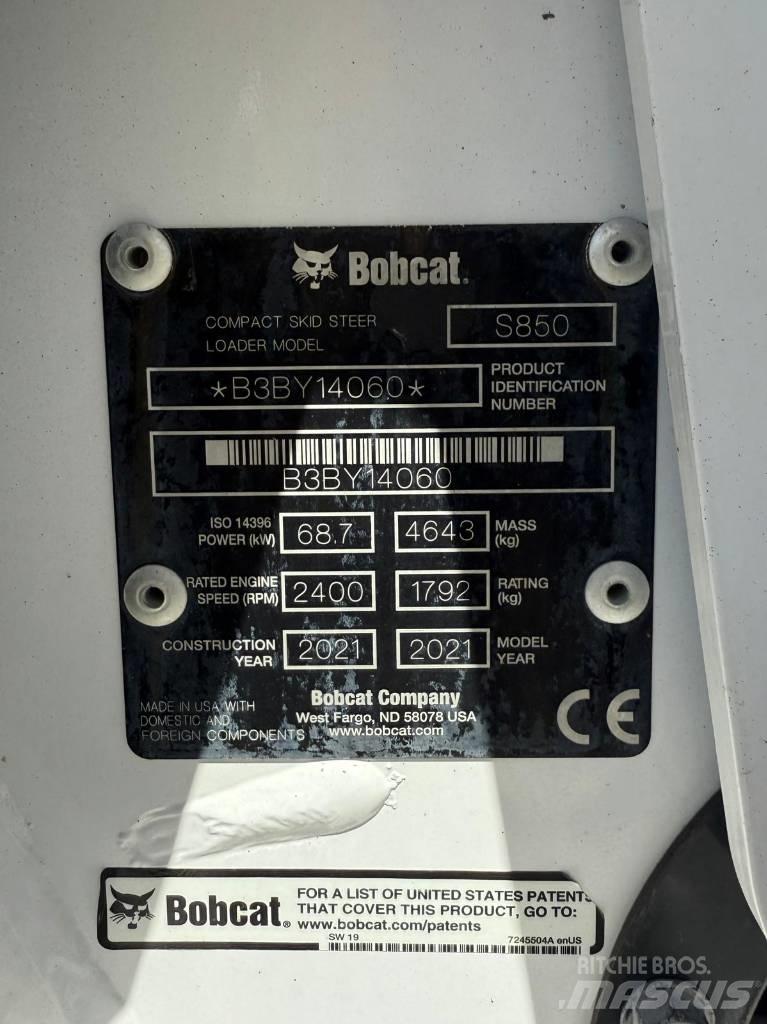 Bobcat.
COMPACT SKID STEER
LOADER MODEL
S850
*B3BY14060*
PRODUCT
IDENTIFICATION
NUMBER
B3BY14060
ISO 14396
POWER (kW)
68.7
4643
MASS
(kg)
RATED ENGINE
SPEED (RPM)
2400
1792
RATING
(kg)
CONSTRUCTION
YEAR
2021
2021
MODEL
YEAR
MADE IN USA WITH
DOMESTIC AND
FOREIGN COMPONENTS
Bobcat Company
West Fargo, ND 58078 USA
www.bobcat.com
CE
Bobcat®
FOR A LIST OF UNITED STATES PATENTS
THAT COVER THIS PRODUCT, GO TO:
www.bobcat.com/patents
SW 19
7245504A enUS
RITCHIE BROS.
MASCUS